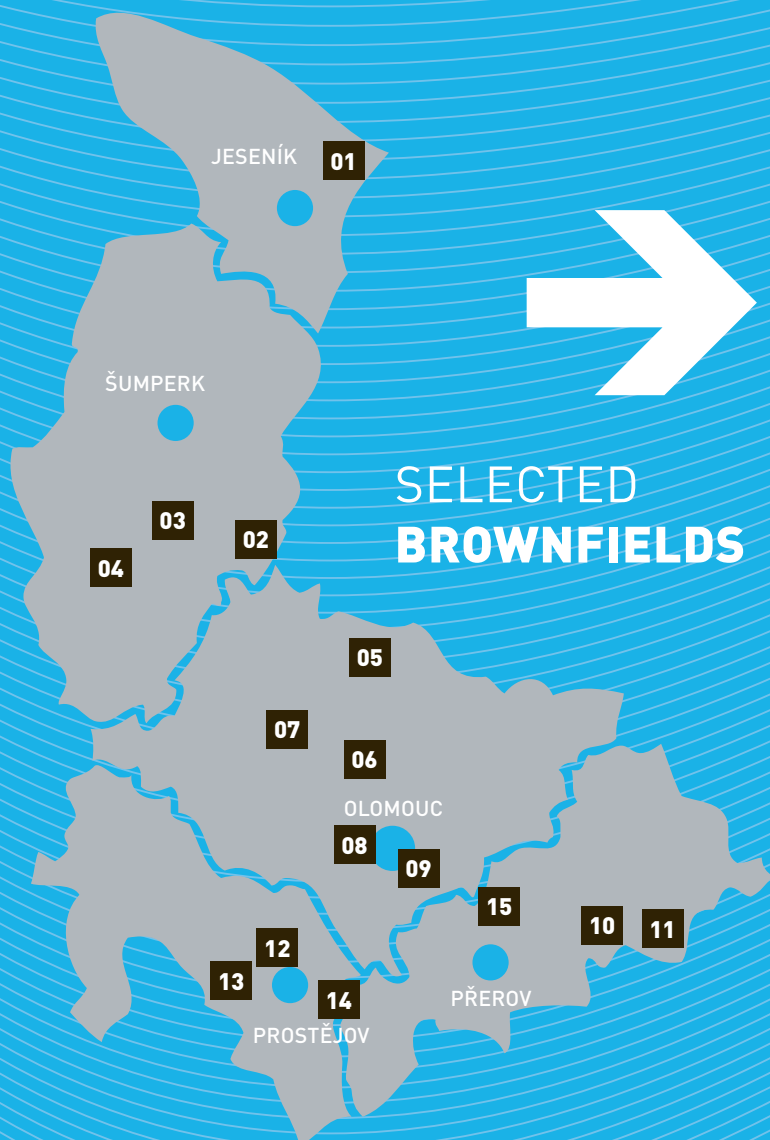 JESENÍK
01
ŠUMPERK
SELECTED
BROWNFIELDS
03
02
04
05
07
06
OLOMOUC
08
09
15
10
11
12
13
14
PŘEROV
PROSTĚJOV